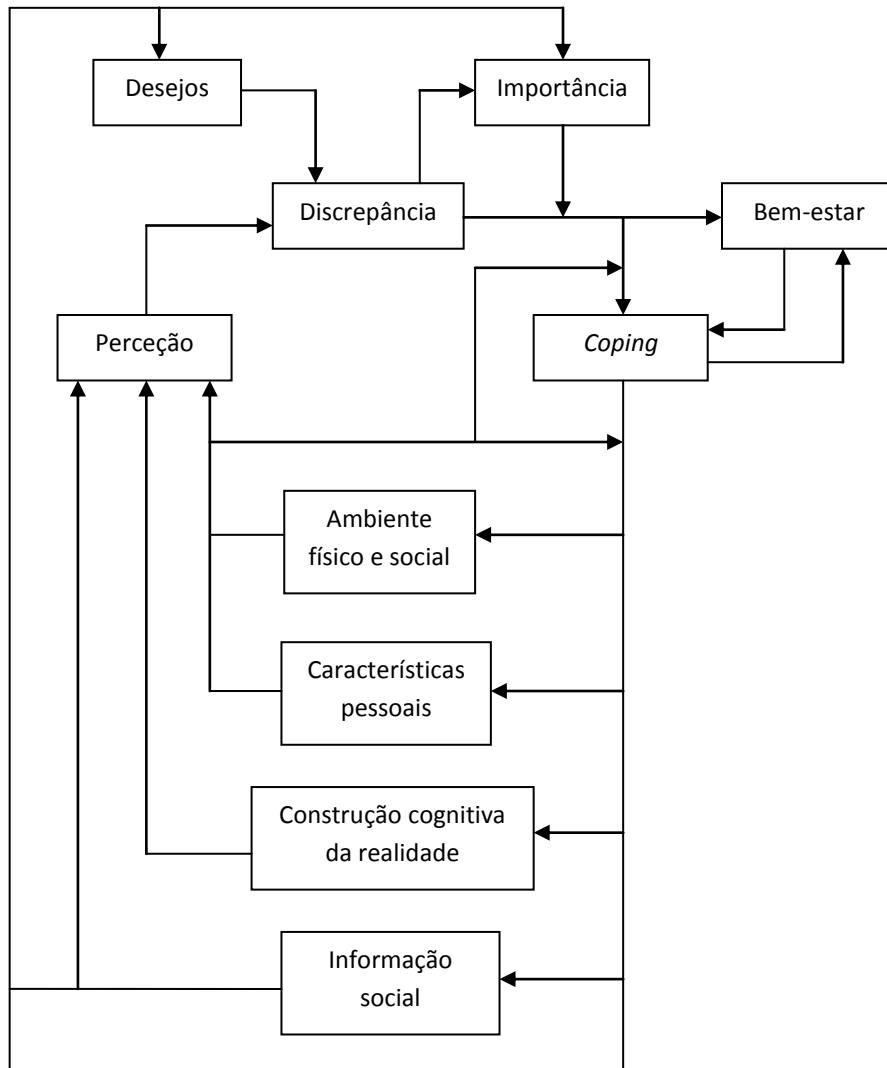 Desejos
Importância
Discrepância
Bem-estar
Perceção
Coping
Ambiente
físico e social
Características
pessoais
Construção cognitiva
da realidade
Informação
social